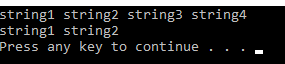 string1 string2 string3 string4
string1 string2
Press any key to continue . . .